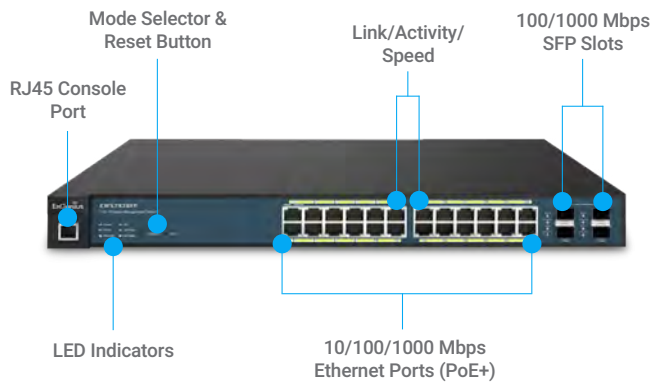 Mode Selector &
Reset Button
Link/Activity/
Speed
100/1000 Mbps
SFP Slots
RJ45 Console
Port
EnGenius
LED Indicators
10/100/1000 Mbps
Ethernet Ports (PoE+)